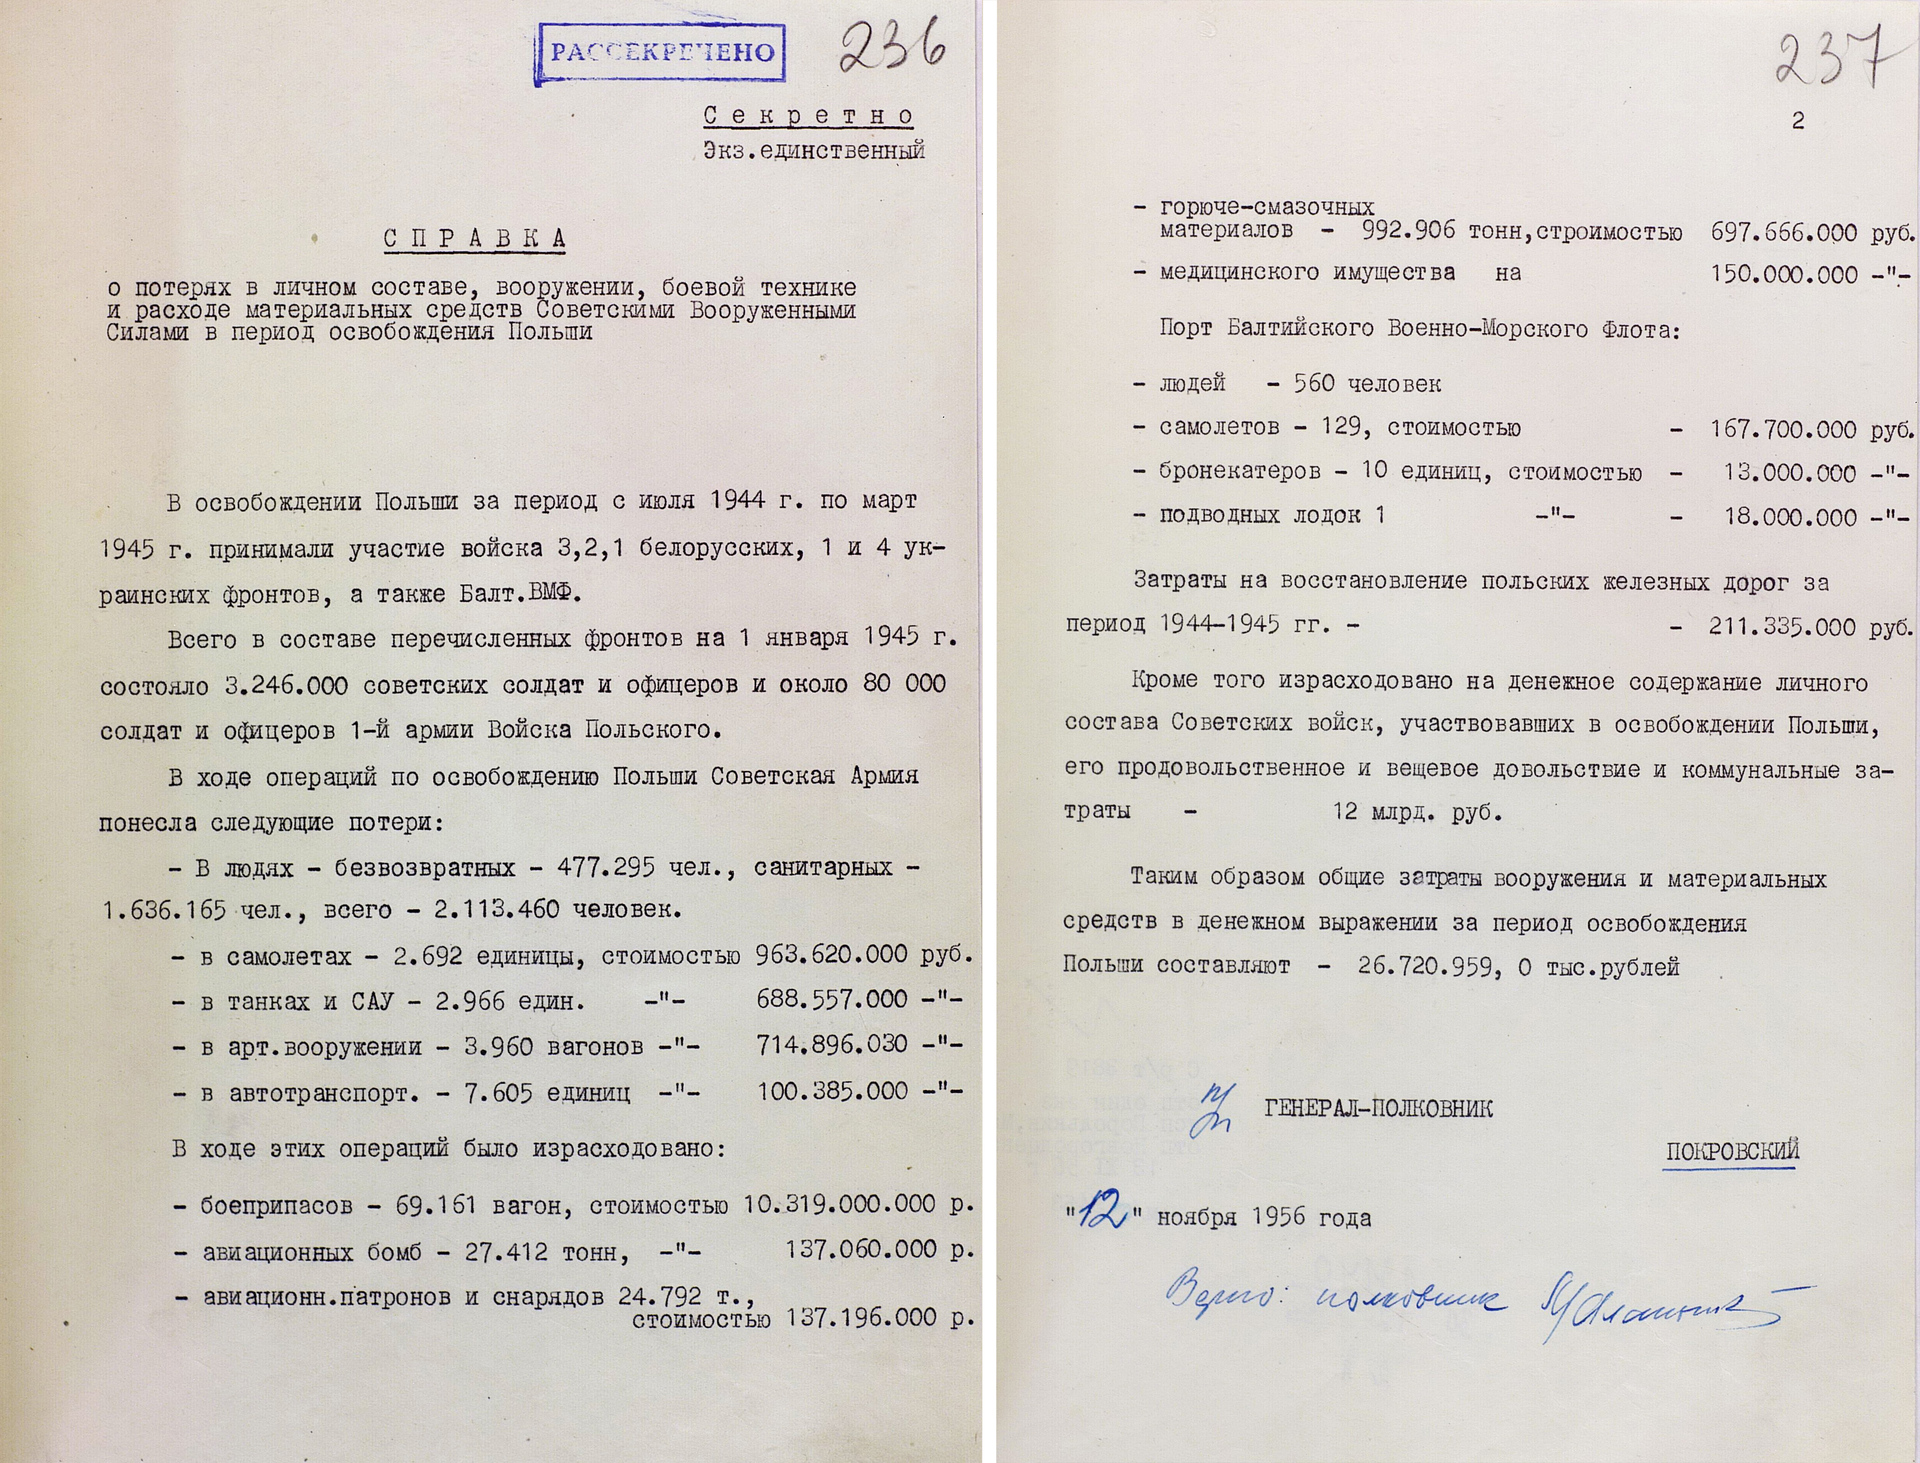 РАССЕКРЕЧЕНО
236
Секретно
Экз.единственный
СПРАВКА
о потерях в личном составе, вооружении, боевой технике
и расходе материальных средств Советскими Вооруженными
Силами в период освобождения Польши
В освобождении Польши за период с июля 1944 г. по март
1945 г. принимали участие войска 3,2,1 белорусских, 1 и 4 ук-
раинских фронтов, а также Балт.ВМФ.
Всего в составе перечисленных фронтов на 1 января 1945 г.
состояло 3.246.000 советских солдат и офицеров и около 80 000
солдат и офицеров 1-й армии Войска Польского.
В ходе операций по освобождению Польши Советская Армия
понесла следующие потери:
- В людях - безвозвратных - 477.295 чел., санитарных -
1.636.165 чел., всего - 2.113.460 человек.
- в самолетах - 2.692 единицы, стоимостью 963.620.000 руб.
- в танках и САУ - 2.966 един. -"- 688.557.000 -"-
- в арт.вооружении - 3.960 вагонов -"- 714.896.030 -"-
- в автотранспорт. - 7.605 единиц -"- 100.385.000 -"-
В ходе этих операций было израсходовано:
- боеприпасов - 69.161 вагон, стоимостью 10.319.000.000 р.
- авиационных бомб - 27.412 тонн, -"- 137.060.000 р.
- авиационн.патронов и снарядов 24.792 т.,
стоимостью 137.196.000 р.
237
2
- горюче-смазочных
материалов - 992.906 тонн,строимостью 697.666.000 руб.
- медицинского имущества на 150.000.000 -"-
Порт Балтийского Военно-Морского Флота:
- людей - 560 человек
- самолетов - 129, стоимостью - 167.700.000 руб.
- бронекатеров - 10 единиц, стоимостью - 13.000.000 -"-
- подводных лодок 1 -"- - 18.000.000 -"-
Затраты на восстановление польских железных дорог за
период 1944-1945 гг. - - 211.335.000 руб.
Кроме того израсходовано на денежное содержание личного
состава Советских войск, участвовавших в освобождении Польши,
его продовольственное и вещевое довольствие и коммунальные за-
траты - 12 млрд. руб.
Таким образом общие затраты вооружения и материальных
средств в денежном выражении за период освобождения
Польши составляют - 26.720.959, 0 тыс.рублей
п/п ГЕНЕРАЛ-ПОЛКОВНИК
ПОКРОВСКИЙ
"12" ноября 1956 года
Верно: полковник